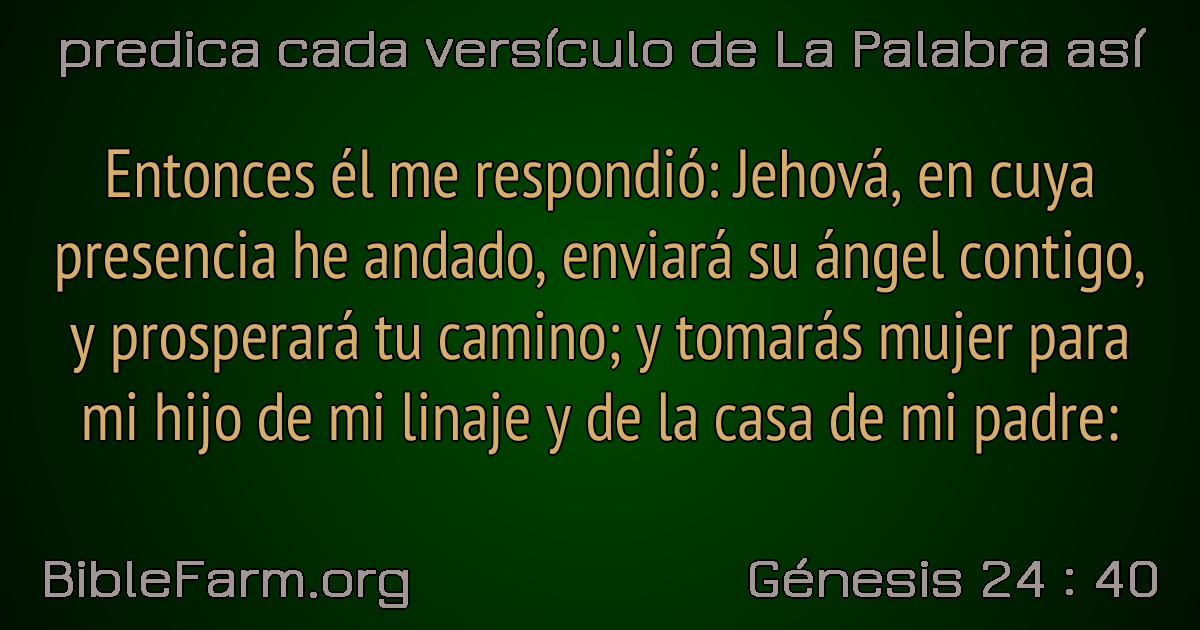 predica cada versículo de La Palabra así
Entonces él me respondió: Jehová, en cuya
presencia he andado, enviará su ángel contigo,
y prosperará tu camino; y tomarás mujer para
mi hijo de mi linaje y de la casa de mi padre:
BibleFarm.org
Génesis 24 : 40